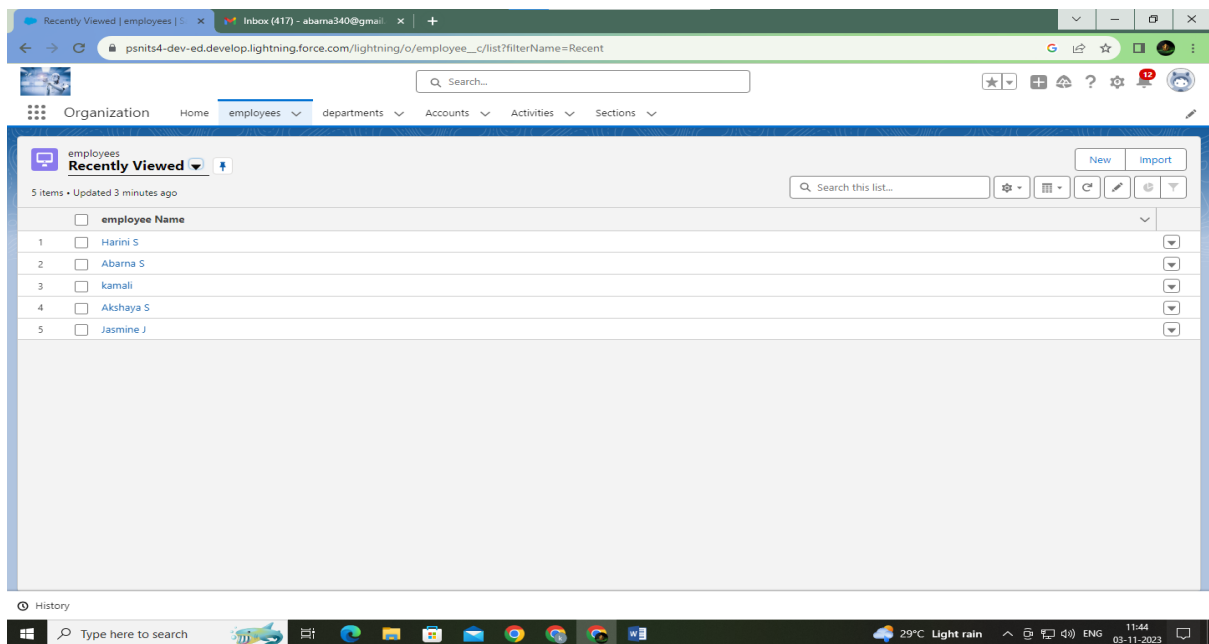 Recently Viewed | employees | S
Inbox (417) - abarna340@gmail.
psnits4-dev-ed.develop.lightning.force.com/lightning/o/employee__c/list?filterName=Recent
Search...
12
Organization Home employees departments Accounts Activities Sections
employees
Recently Viewed
New Import
5 items • Updated 3 minutes ago
Search this list...
employee Name
1 Harini S
2 Abarna S
3 kamali
4 Akshaya S
5 Jasmine J
History
Type here to search
29°C Light rain
ENG
11:44
03-11-2023